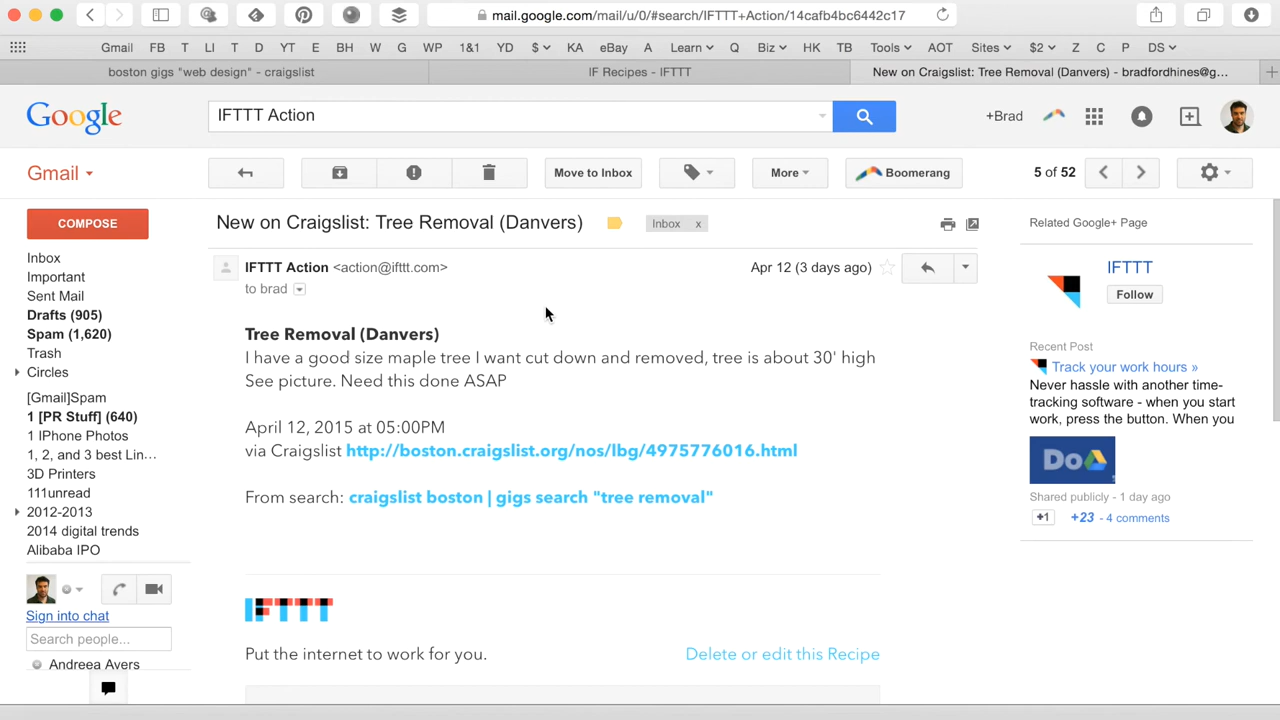 mail.google.com/mail/u/0/#search/IFTTT+Action/14cafb4bc6442c17
Gmail FB T LI T D YT E BH W G WP 1&1 YD $ KA eBay A Learn Q Biz HK TB Tools AOT Sites $2 Z C P DS
boston gigs "web design" - craigslist
IF Recipes - IFTTT
New on Craigslist: Tree Removal (Danvers) - bradfordhines@g...
Google
IFTTT Action
+Brad
Gmail
Move to Inbox
More
Boomerang
5 of 52
COMPOSE
Inbox
Important
Sent Mail
Drafts (905)
Spam (1,620)
Trash
Circles
[Gmail]Spam
1 [PR Stuff] (640)
1 IPhone Photos
1, 2, and 3 best Lin...
3D Printers
111unread
2012-2013
2014 digital trends
Alibaba IPO
Sign into chat
Search people...
Andreea Avers
New on Craigslist: Tree Removal (Danvers)
Inbox x
IFTTT Action <action@ifttt.com>
Apr 12 (3 days ago)
to brad
Tree Removal (Danvers)
I have a good size maple tree I want cut down and removed, tree is about 30' high
See picture. Need this done ASAP
April 12, 2015 at 05:00PM
via Craigslist http://boston.craigslist.org/nos/lbg/4975776016.html
From search: craigslist boston | gigs search "tree removal"
IFTTT
Put the internet to work for you.
Delete or edit this Recipe
Related Google+ Page
IFTTT
Follow
Recent Post
Track your work hours »
Never hassle with another time-
tracking software - when you start
work, press the button. When you
Do
Shared publicly - 1 day ago
+1
+23 - 4 comments